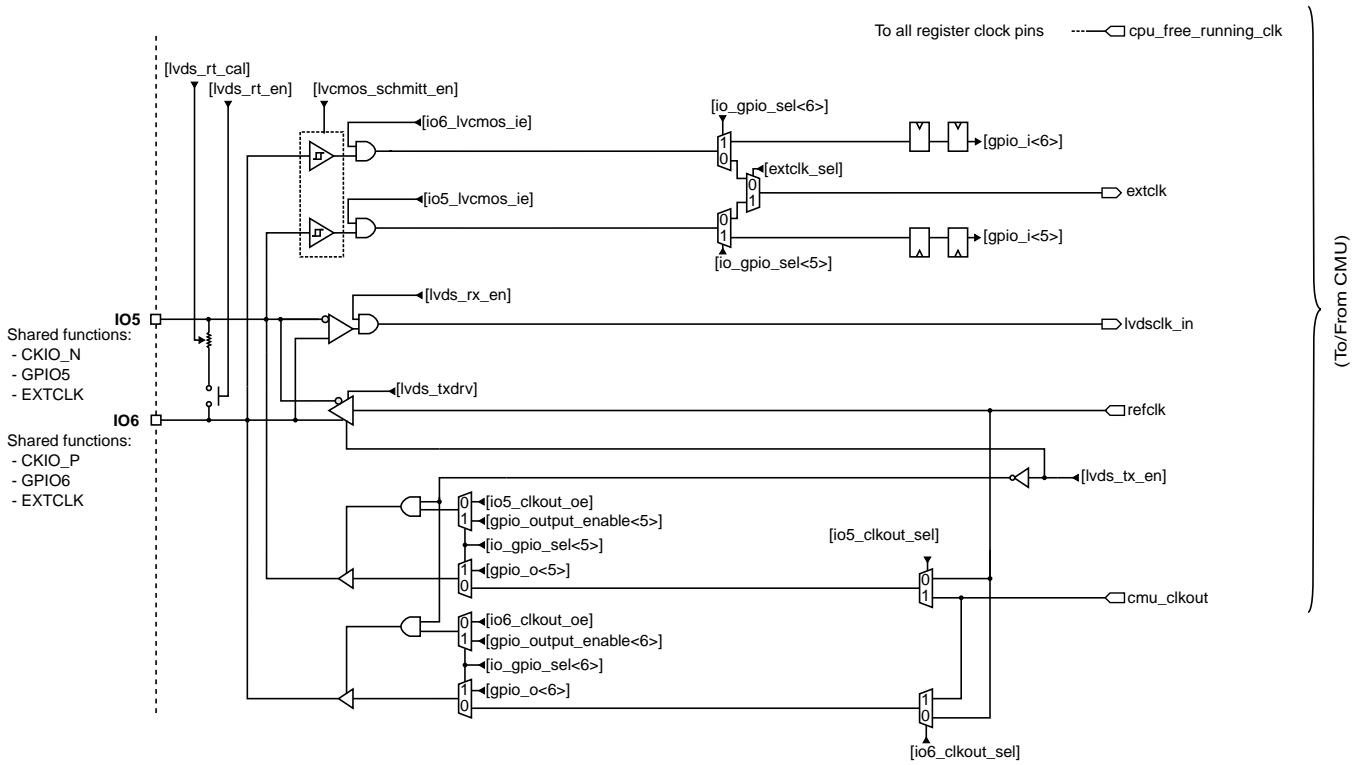 To all register clock pins
cpu_free_running_clk
[lvds_rt_cal]
[lvds_rt_en]
[lvcmos_schmitt_en]
[io6_lvcmos_ie]
[io_gpio_sel<6>]
1
0
[gpio_i<6>]
[extclk_sel]
0
1
extclk
[io5_lvcmos_ie]
0
1
[gpio_i<5>]
[io_gpio_sel<5>]
(To/From CMU)
[lvds_rx_en]
lvdsclk_in
IO5
Shared functions:
- CKIO_N
- GPIO5
- EXTCLK
[lvds_txdrv]
refclk
IO6
Shared functions:
- CKIO_P
- GPIO6
- EXTCLK
[lvds_tx_en]
0
1
[io5_clkout_oe]
[gpio_output_enable<5>]
[io_gpio_sel<5>]
[io5_clkout_sel]
1
0
[gpio_o<5>]
0
1
cmu_clkout
0
1
[io6_clkout_oe]
[gpio_output_enable<6>]
[io_gpio_sel<6>]
1
0
[gpio_o<6>]
1
0
[io6_clkout_sel]